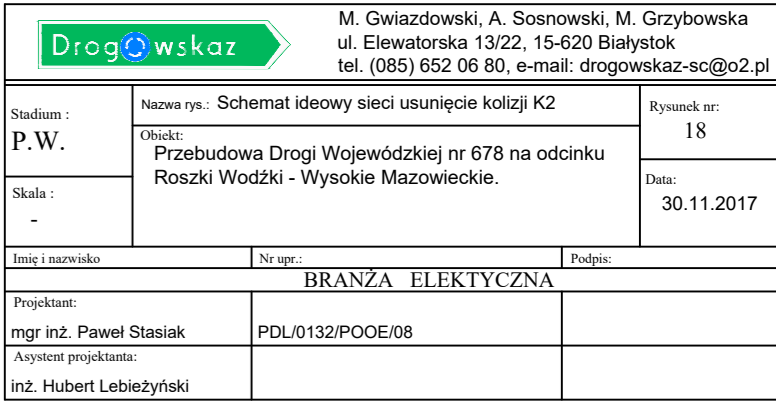 Drogowskaz
M. Gwiazdowski, A. Sosnowski, M. Grzybowska
ul. Elewatorska 13/22, 15-620 Białystok
tel. (085) 652 06 80, e-mail: drogowskaz-sc@o2.pl
Stadium :
P.W.
Nazwa rys.: Schemat ideowy sieci usunięcie kolizji K2
Rysunek nr:
18
Obiekt:
Przebudowa Drogi Wojewódzkiej nr 678 na odcinku
Roszki Wodźki - Wysokie Mazowieckie.
Skala :
-
Data:
30.11.2017
Imię i nazwisko
Nr upr.:
Podpis:
BRANŻA ELEKTYCZNA
Projektant:
mgr inż. Paweł Stasiak
PDL/0132/POOE/08
Asystent projektanta:
inż. Hubert Lebieżyński